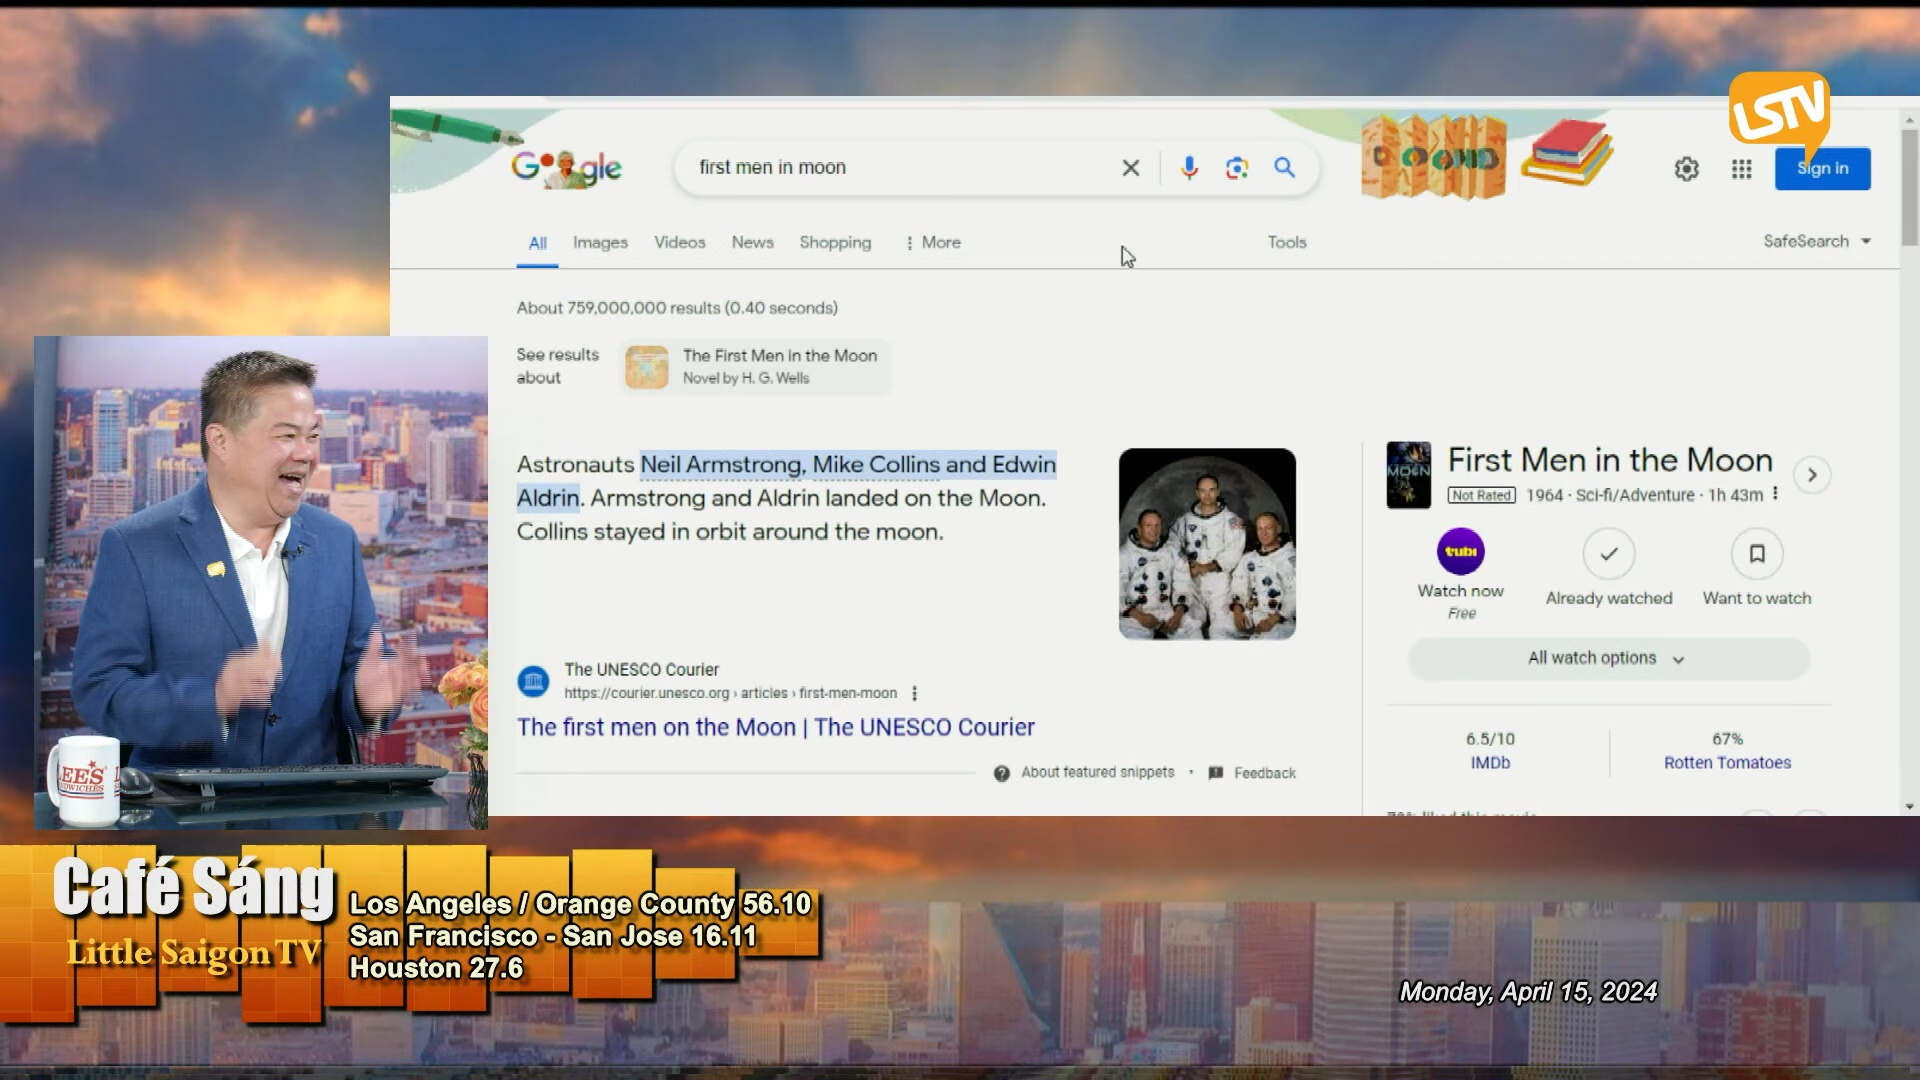 LSTV
Google
first men in moon
Sign in
All
Images
Videos
News
Shopping
More
Tools
SafeSearch
About 759,000,000 results (0.40 seconds)
See results
about
The First Men in the Moon
Novel by H. G. Wells
Astronauts Neil Armstrong, Mike Collins and Edwin
Aldrin. Armstrong and Aldrin landed on the Moon.
Collins stayed in orbit around the moon.
The UNESCO Courier
https://courier.unesco.org › articles › first-men-moon
The first men on the Moon | The UNESCO Courier
About featured snippets
Feedback
MOON
First Men in the Moon
Not Rated 1964 · Sci-fi/Adventure · 1h 43m
tubi
Watch now
Free
Already watched
Want to watch
All watch options
6.5/10
IMDb
67%
Rotten Tomatoes
LEE'S
SANDWICHES
Café Sáng
Little Saigon TV
Los Angeles / Orange County 56.10
San Francisco - San Jose 16.11
Houston 27.6
Monday, April 15, 2024